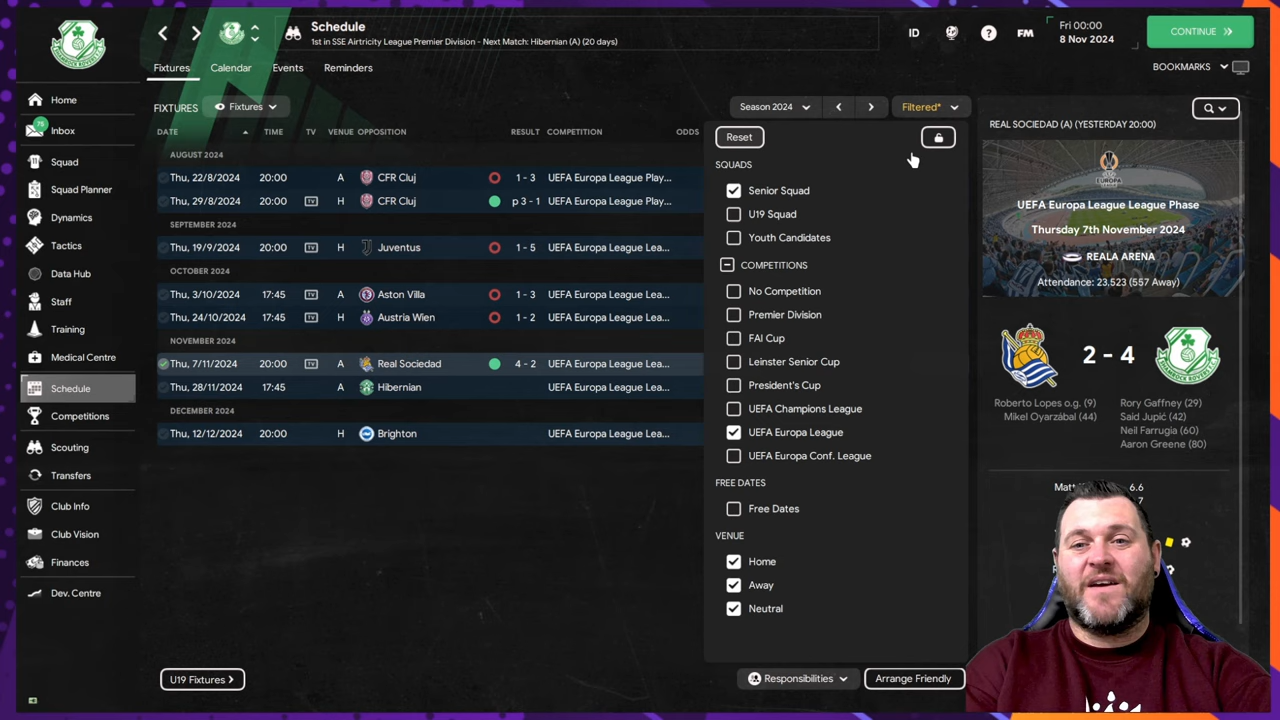 Schedule
1st in SSE Airtricity League Premier Division - Next Match: Hibernian (A) (20 days)
ID
FM
Fri 00:00
8 Nov 2024
CONTINUE
Fixtures Calendar Events Reminders
BOOKMARKS
Home
75
Inbox
Squad
Squad Planner
Dynamics
Tactics
Data Hub
Staff
Training
Medical Centre
Schedule
Competitions
Scouting
Transfers
Club Info
Club Vision
Finances
Dev. Centre
FIXTURES Fixtures
Season 2024
Filtered*
DATE TIME TV VENUE OPPOSITION RESULT COMPETITION ODDS
AUGUST 2024
Thu, 22/8/2024 20:00 A CFR Cluj 1 - 3 UEFA Europa League Play...
Thu, 29/8/2024 20:00 TV H CFR Cluj p 3 - 1 UEFA Europa League Play...
SEPTEMBER 2024
Thu, 19/9/2024 20:00 TV H Juventus 1 - 5 UEFA Europa League Lea...
OCTOBER 2024
Thu, 3/10/2024 17:45 TV A Aston Villa 1 - 3 UEFA Europa League Lea...
Thu, 24/10/2024 17:45 TV H Austria Wien 1 - 2 UEFA Europa League Lea...
NOVEMBER 2024
Thu, 7/11/2024 20:00 TV A Real Sociedad 4 - 2 UEFA Europa League Lea...
Thu, 28/11/2024 17:45 A Hibernian UEFA Europa League Lea...
DECEMBER 2024
Thu, 12/12/2024 20:00 H Brighton UEFA Europa League Lea...
U19 Fixtures
Reset
SQUADS
Senior Squad
U19 Squad
Youth Candidates
COMPETITIONS
No Competition
Premier Division
FAI Cup
Leinster Senior Cup
President's Cup
UEFA Champions League
UEFA Europa League
UEFA Europa Conf. League
FREE DATES
Free Dates
VENUE
Home
Away
Neutral
Responsibilities
Arrange Friendly
REAL SOCIEDAD (A) (YESTERDAY 20:00)
UEFA Europa League League Phase
Thursday 7th November 2024
REALA ARENA
Attendance: 23,523 (557 Away)
2 - 4
Roberto Lopes o.g. (9)
Mikel Oyarzábal (44)
Rory Gaffney (29)
Said Jupić (42)
Neil Farrugia (60)
Aaron Greene (80)
6.6